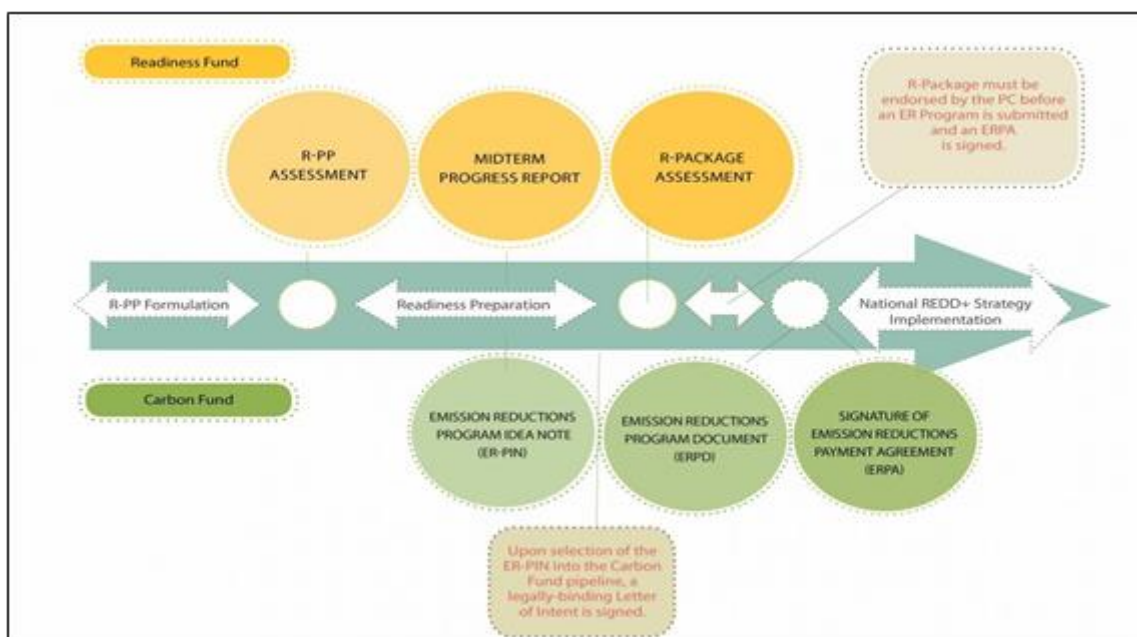 Readiness Fund
R-PP
ASSESSMENT
MIDTERM
PROGRESS REPORT
R-PACKAGE
ASSESSMENT
R-Package must be
endorsed by the PC before
an ER Program is submitted
and an ERPA
is signed.
R-PP Formulation
Readiness Preparation
National REDD+ Strategy
Implementation
Carbon Fund
EMISSION REDUCTIONS
PROGRAM IDEA NOTE
(ER-PIN)
EMISSION REDUCTIONS
PROGRAM DOCUMENT
(ERPD)
SIGNATURE OF
EMISSION REDUCTIONS
PAYMENT AGREEMENT
(ERPA)
Upon selection of the
ER-PIN into the Carbon
Fund pipeline, a
legally-binding Letter
of Intent is signed.